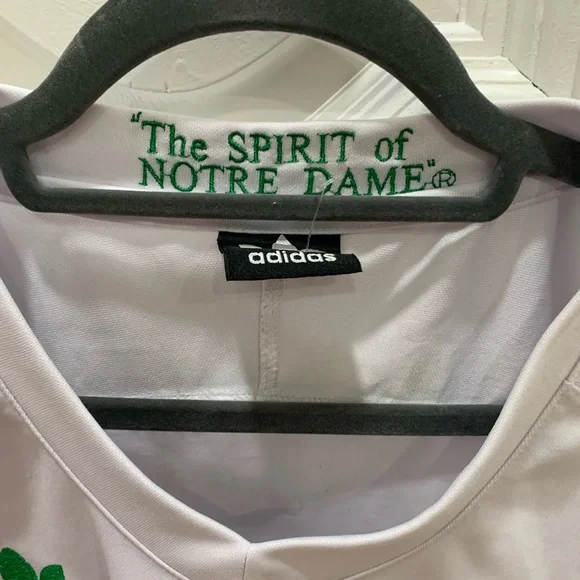 "The SPIRIT of
NOTRE DAME"®
adidas